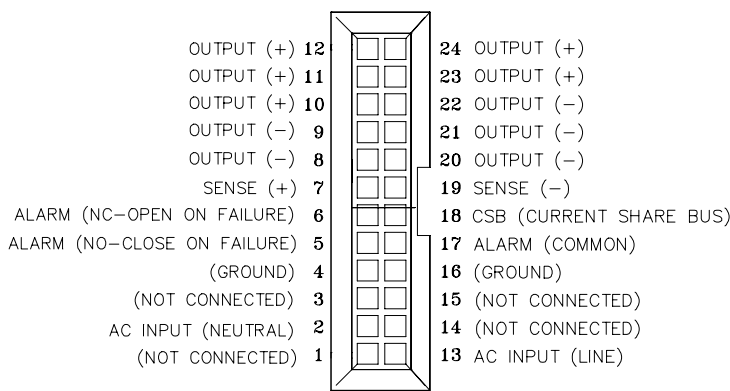 OUTPUT (+) 12 24 OUTPUT (+)
OUTPUT (+) 11 23 OUTPUT (+)
OUTPUT (+) 10 22 OUTPUT (−)
OUTPUT (−) 9 21 OUTPUT (−)
OUTPUT (−) 8 20 OUTPUT (−)
SENSE (+) 7 19 SENSE (−)
ALARM (NC−OPEN ON FAILURE) 6 18 CSB (CURRENT SHARE BUS)
ALARM (NO−CLOSE ON FAILURE) 5 17 ALARM (COMMON)
(GROUND) 4 16 (GROUND)
(NOT CONNECTED) 3 15 (NOT CONNECTED)
AC INPUT (NEUTRAL) 2 14 (NOT CONNECTED)
(NOT CONNECTED) 1 13 AC INPUT (LINE)